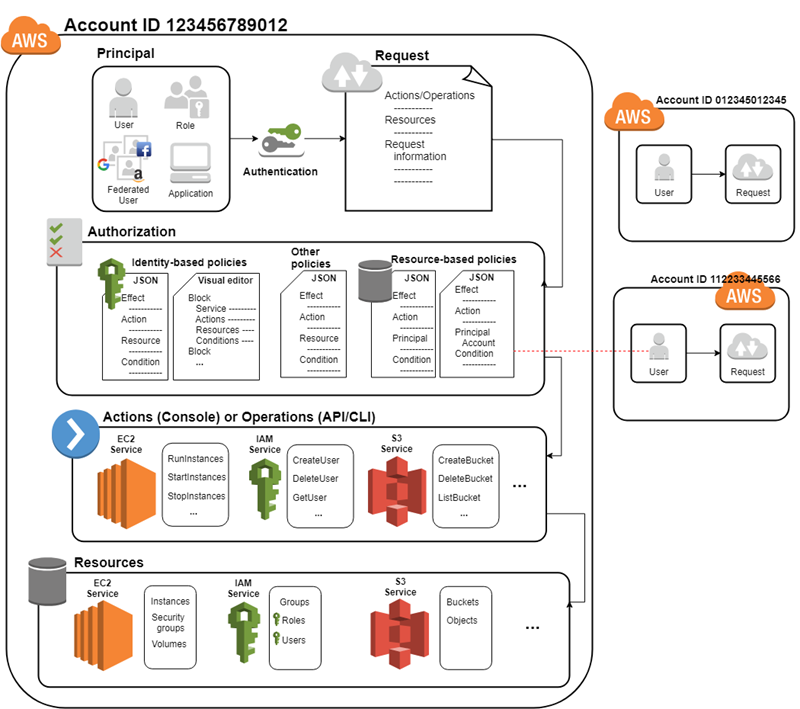 AWS
Account ID 123456789012
Principal
User
Role
Federated
User
Application
Authentication
Request
Actions/Operations
-----------
Resources
-----------
Request
information
-----------
-----------
AWS
Account ID 012345012345
User
Request
Account ID 112233445566
AWS
User
Request
Authorization
Identity-based policies
JSON
Effect
-----------
Action
-----------
Resource
-----------
Condition
-----------
Visual editor
Block
Service ---------
Actions ---------
Resources ----
Conditions ----
Block
...
Other
policies
JSON
Effect
-----------
Action
-----------
Resource
-----------
Condition
-----------
Resource-based policies
JSON
Effect
-----------
Action
-----------
Principal
-----------
Condition
-----------
JSON
Effect
-----------
Action
-----------
Principal
Account
Condition
-----------
Actions (Console) or Operations (API/CLI)
EC2
Service
RunInstances
StartInstances
StopInstances
...
IAM
Service
CreateUser
DeleteUser
GetUser
...
S3
Service
CreateBucket
DeleteBucket
ListBucket
...
...
Resources
EC2
Service
Instances
Security
groups
Volumes
IAM
Service
Groups
Roles
Users
S3
Service
Buckets
Objects
...